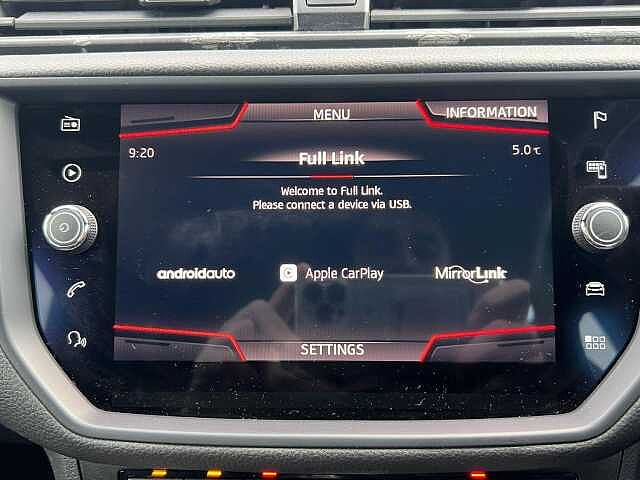 MENU
INFORMATION
9:20
Full Link
5.0℃
Welcome to Full Link.
Please connect a device via USB.
androidauto
Apple CarPlay
MirrorLink
SETTINGS